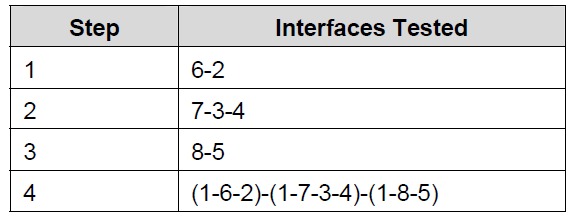 Step Interfaces Tested
1 6-2
2 7-3-4
3 8-5
4 (1-6-2)-(1-7-3-4)-(1-8-5)